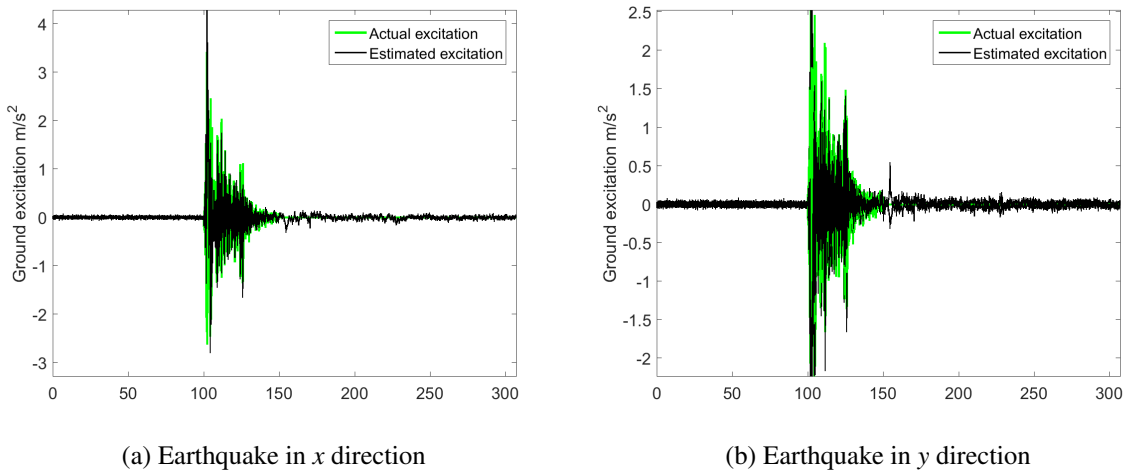 Ground excitation m/s²
4
3
2
1
0
-1
-2
-3
0 50 100 150 200 250 300
Actual excitation
Estimated excitation
(a) Earthquake in x direction
Ground excitation m/s²
2.5
2
1.5
1
0.5
0
-0.5
-1
-1.5
-2
0 50 100 150 200 250 300
Actual excitation
Estimated excitation
(b) Earthquake in y direction